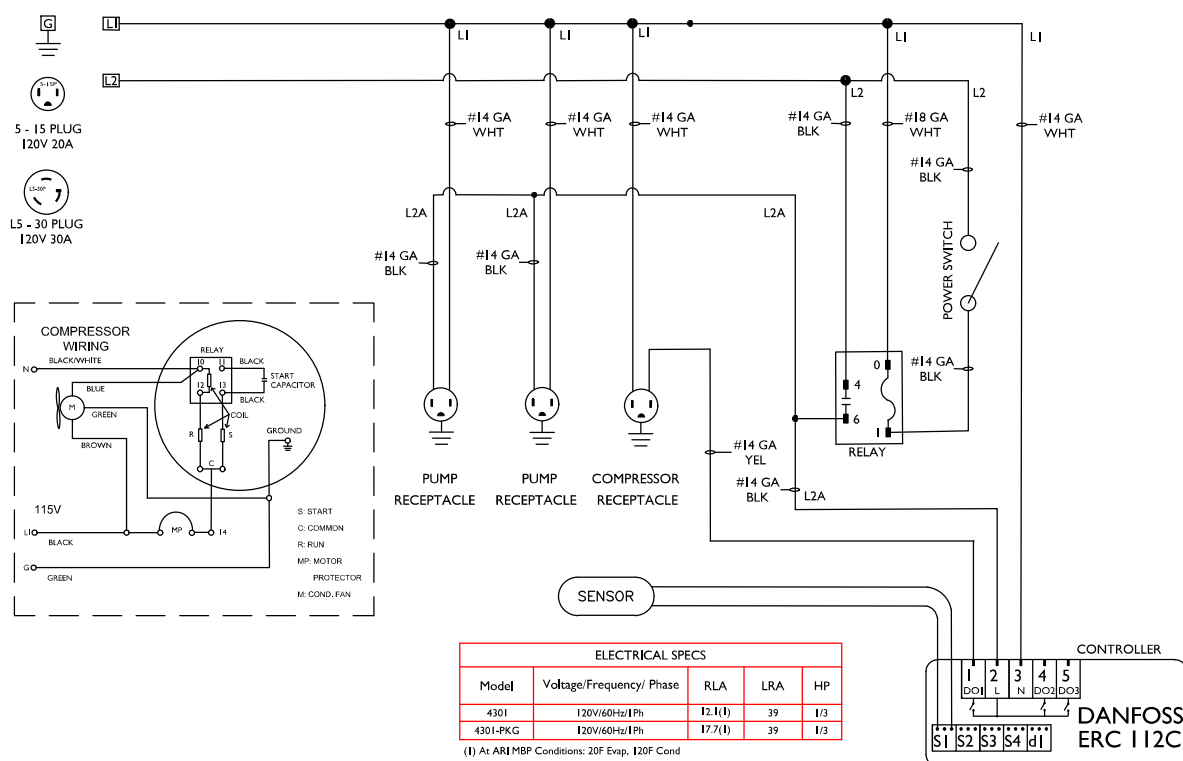 G
L1
L1
L1
L1
L1
L1
L2
L2
L2
5-15P
5 - 15 PLUG
120V 20A
L5-30P
L5 - 30 PLUG
120V 30A
#14 GA
WHT
#14 GA
WHT
#14 GA
WHT
#14 GA
BLK
#18 GA
WHT
#14 GA
WHT
#14 GA
BLK
L2A
L2A
L2A
#14 GA
BLK
#14 GA
BLK
POWER SWITCH
#14 GA
BLK
4
6
0
1
RELAY
PUMP
RECEPTACLE
PUMP
RECEPTACLE
COMPRESSOR
RECEPTACLE
#14 GA
YEL
#14 GA
BLK
L2A
COMPRESSOR
WIRING
BLACK/WHITE
N
BLUE
M
GREEN
BROWN
RELAY
10
11
12
13
BLACK
START
CAPACITOR
BLACK
COIL
R
S
GROUND
C
115V
L1
BLACK
MP
14
G
GREEN
S: START
C: COMMON
R: RUN
MP: MOTOR
PROTECTOR
M: COND. FAN
SENSOR
CONTROLLER
1 2 3 4 5
DO1 L N DO2 DO3
S1 S2 S3 S4 d1
DANFOSS
ERC 112C
ELECTRICAL SPECS
Model Voltage/Frequency/ Phase RLA LRA HP
4301 120V/60Hz/1Ph 12.1(1) 39 1/3
4301-PKG 120V/60Hz/1Ph 17.7(1) 39 1/3
(1) At ARI MBP Conditions: 20F Evap, 120F Cond